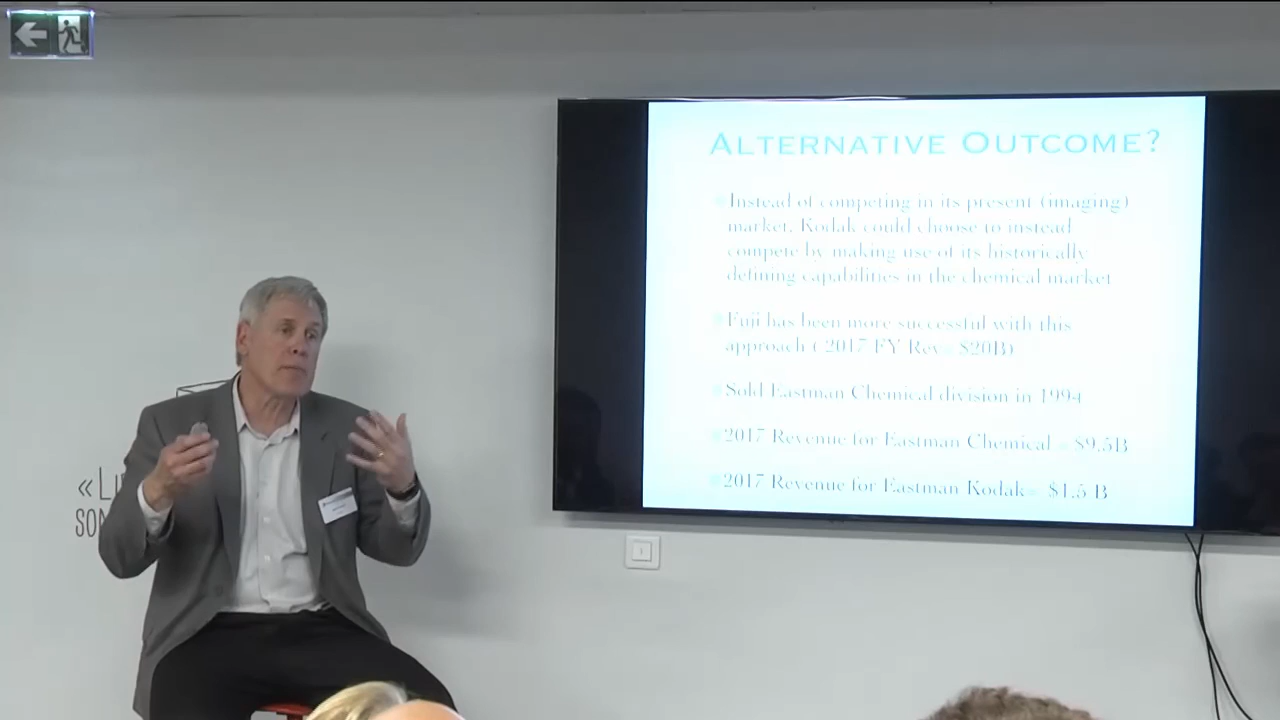 ALTERNATIVE OUTCOME?
Instead of competing in its present (imaging)
market, Kodak could choose to instead
compete by making use of its historically
defining capabilities in the chemical market
Fuji has been more successful with this
approach ( 2017 FY Rev = $20B)
Sold Eastman Chemical division in 1994
2017 Revenue for Eastman Chemical = $9.5B
2017 Revenue for Eastman Kodak= $1.5 B
«
SON